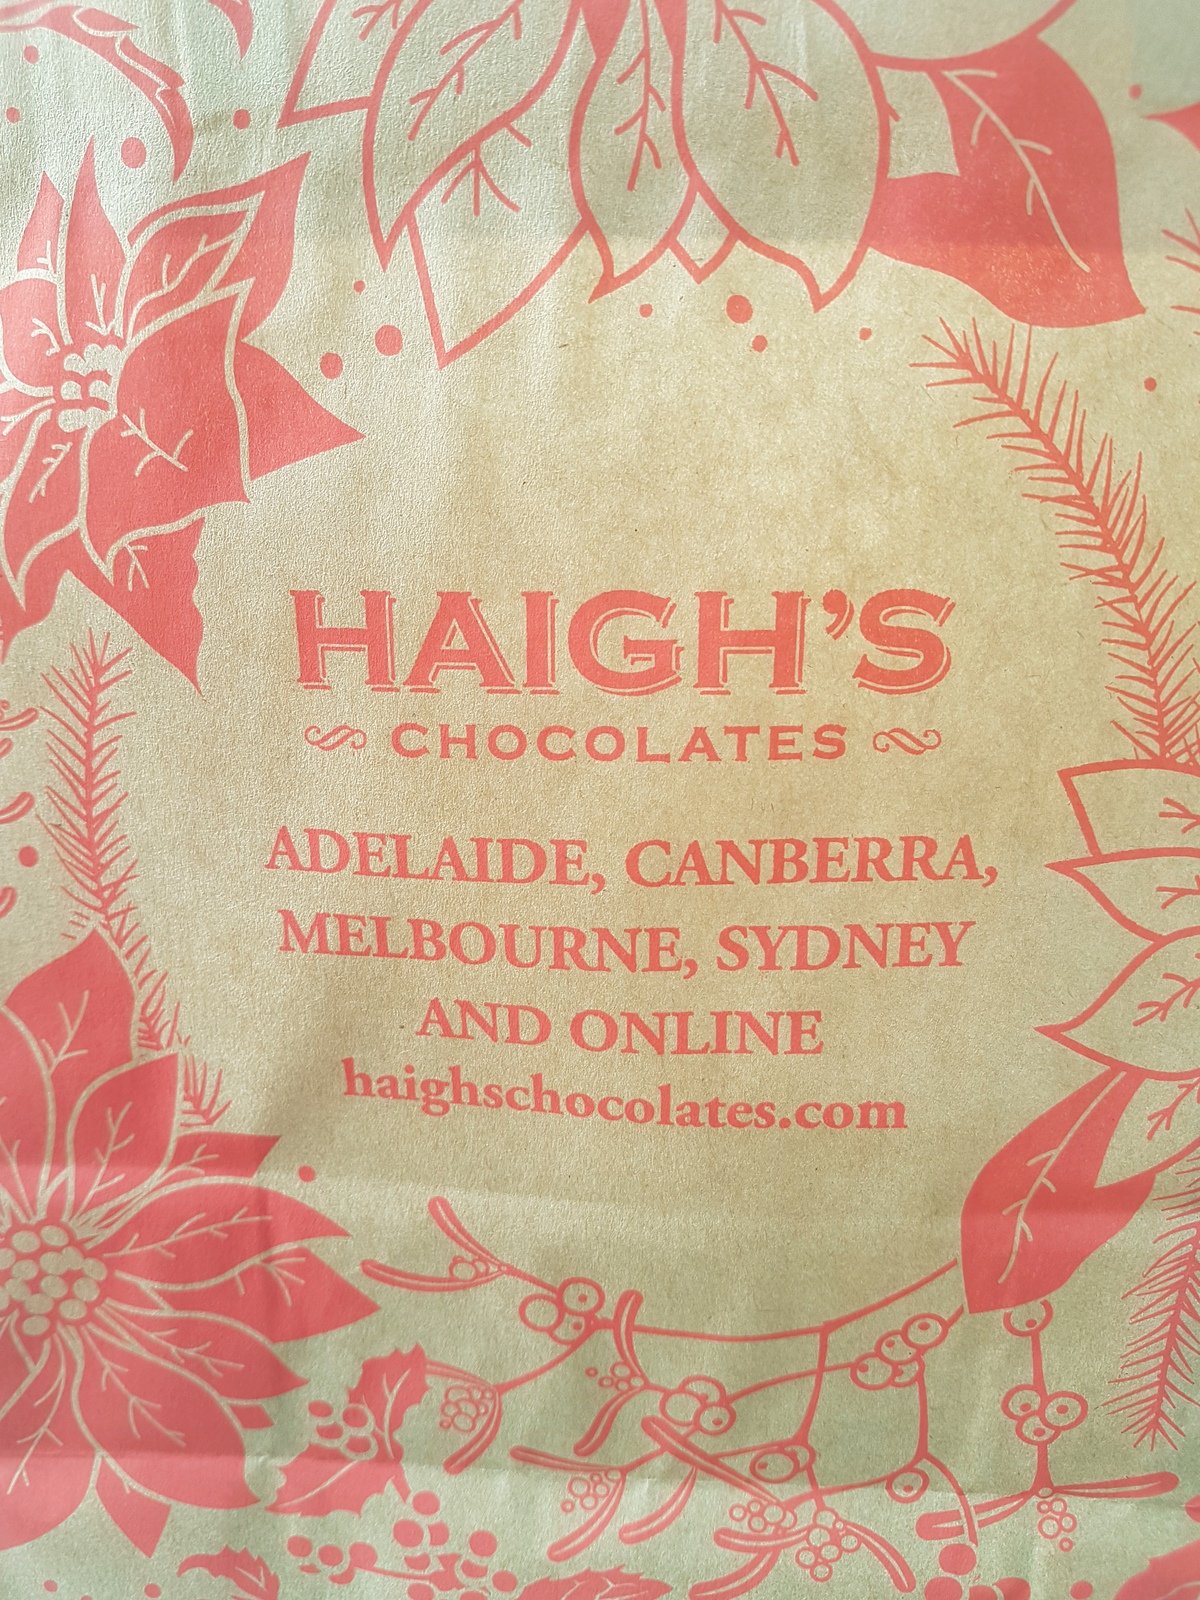 HAIGH'S
CHOCOLATES
ADELAIDE, CANBERRA,
MELBOURNE, SYDNEY
AND ONLINE
haighschocolates.com